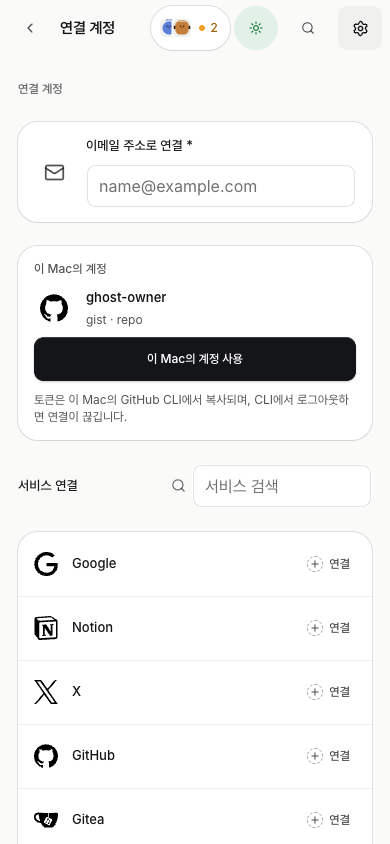 연결 계정
2
연결 계정
이메일 주소로 연결 *
name@example.com
이 Mac의 계정
ghost-owner
gist · repo
이 Mac의 계정 사용
토큰은 이 Mac의 GitHub CLI에서 복사되며, CLI에서 로그아웃하
면 연결이 끊깁니다.
서비스 연결
서비스 검색
Google
연결
Notion
연결
X
연결
GitHub
연결
Gitea
연결